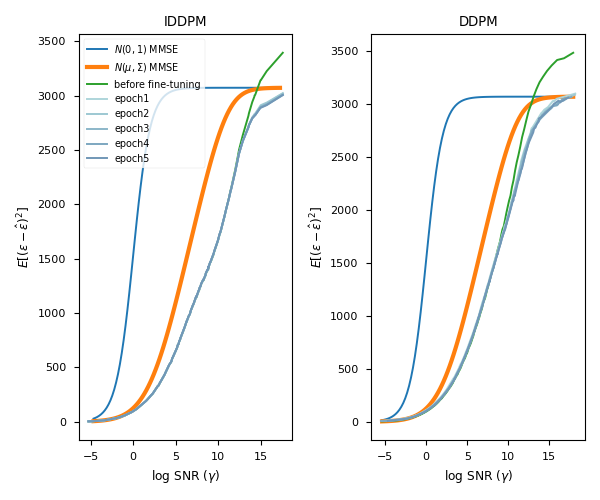 IDDPM
N(0, 1) MMSE
N(μ, Σ) MMSE
before fine-tuning
epoch1
epoch2
epoch3
epoch4
epoch5
3500
3000
2500
2000
1500
1000
500
0
E[(ε − ε̂)²]
−5
0
5
10
15
log SNR (γ)
DDPM
3500
3000
2500
2000
1500
1000
500
0
E[(ε − ε̂)²]
−5
0
5
10
15
log SNR (γ)